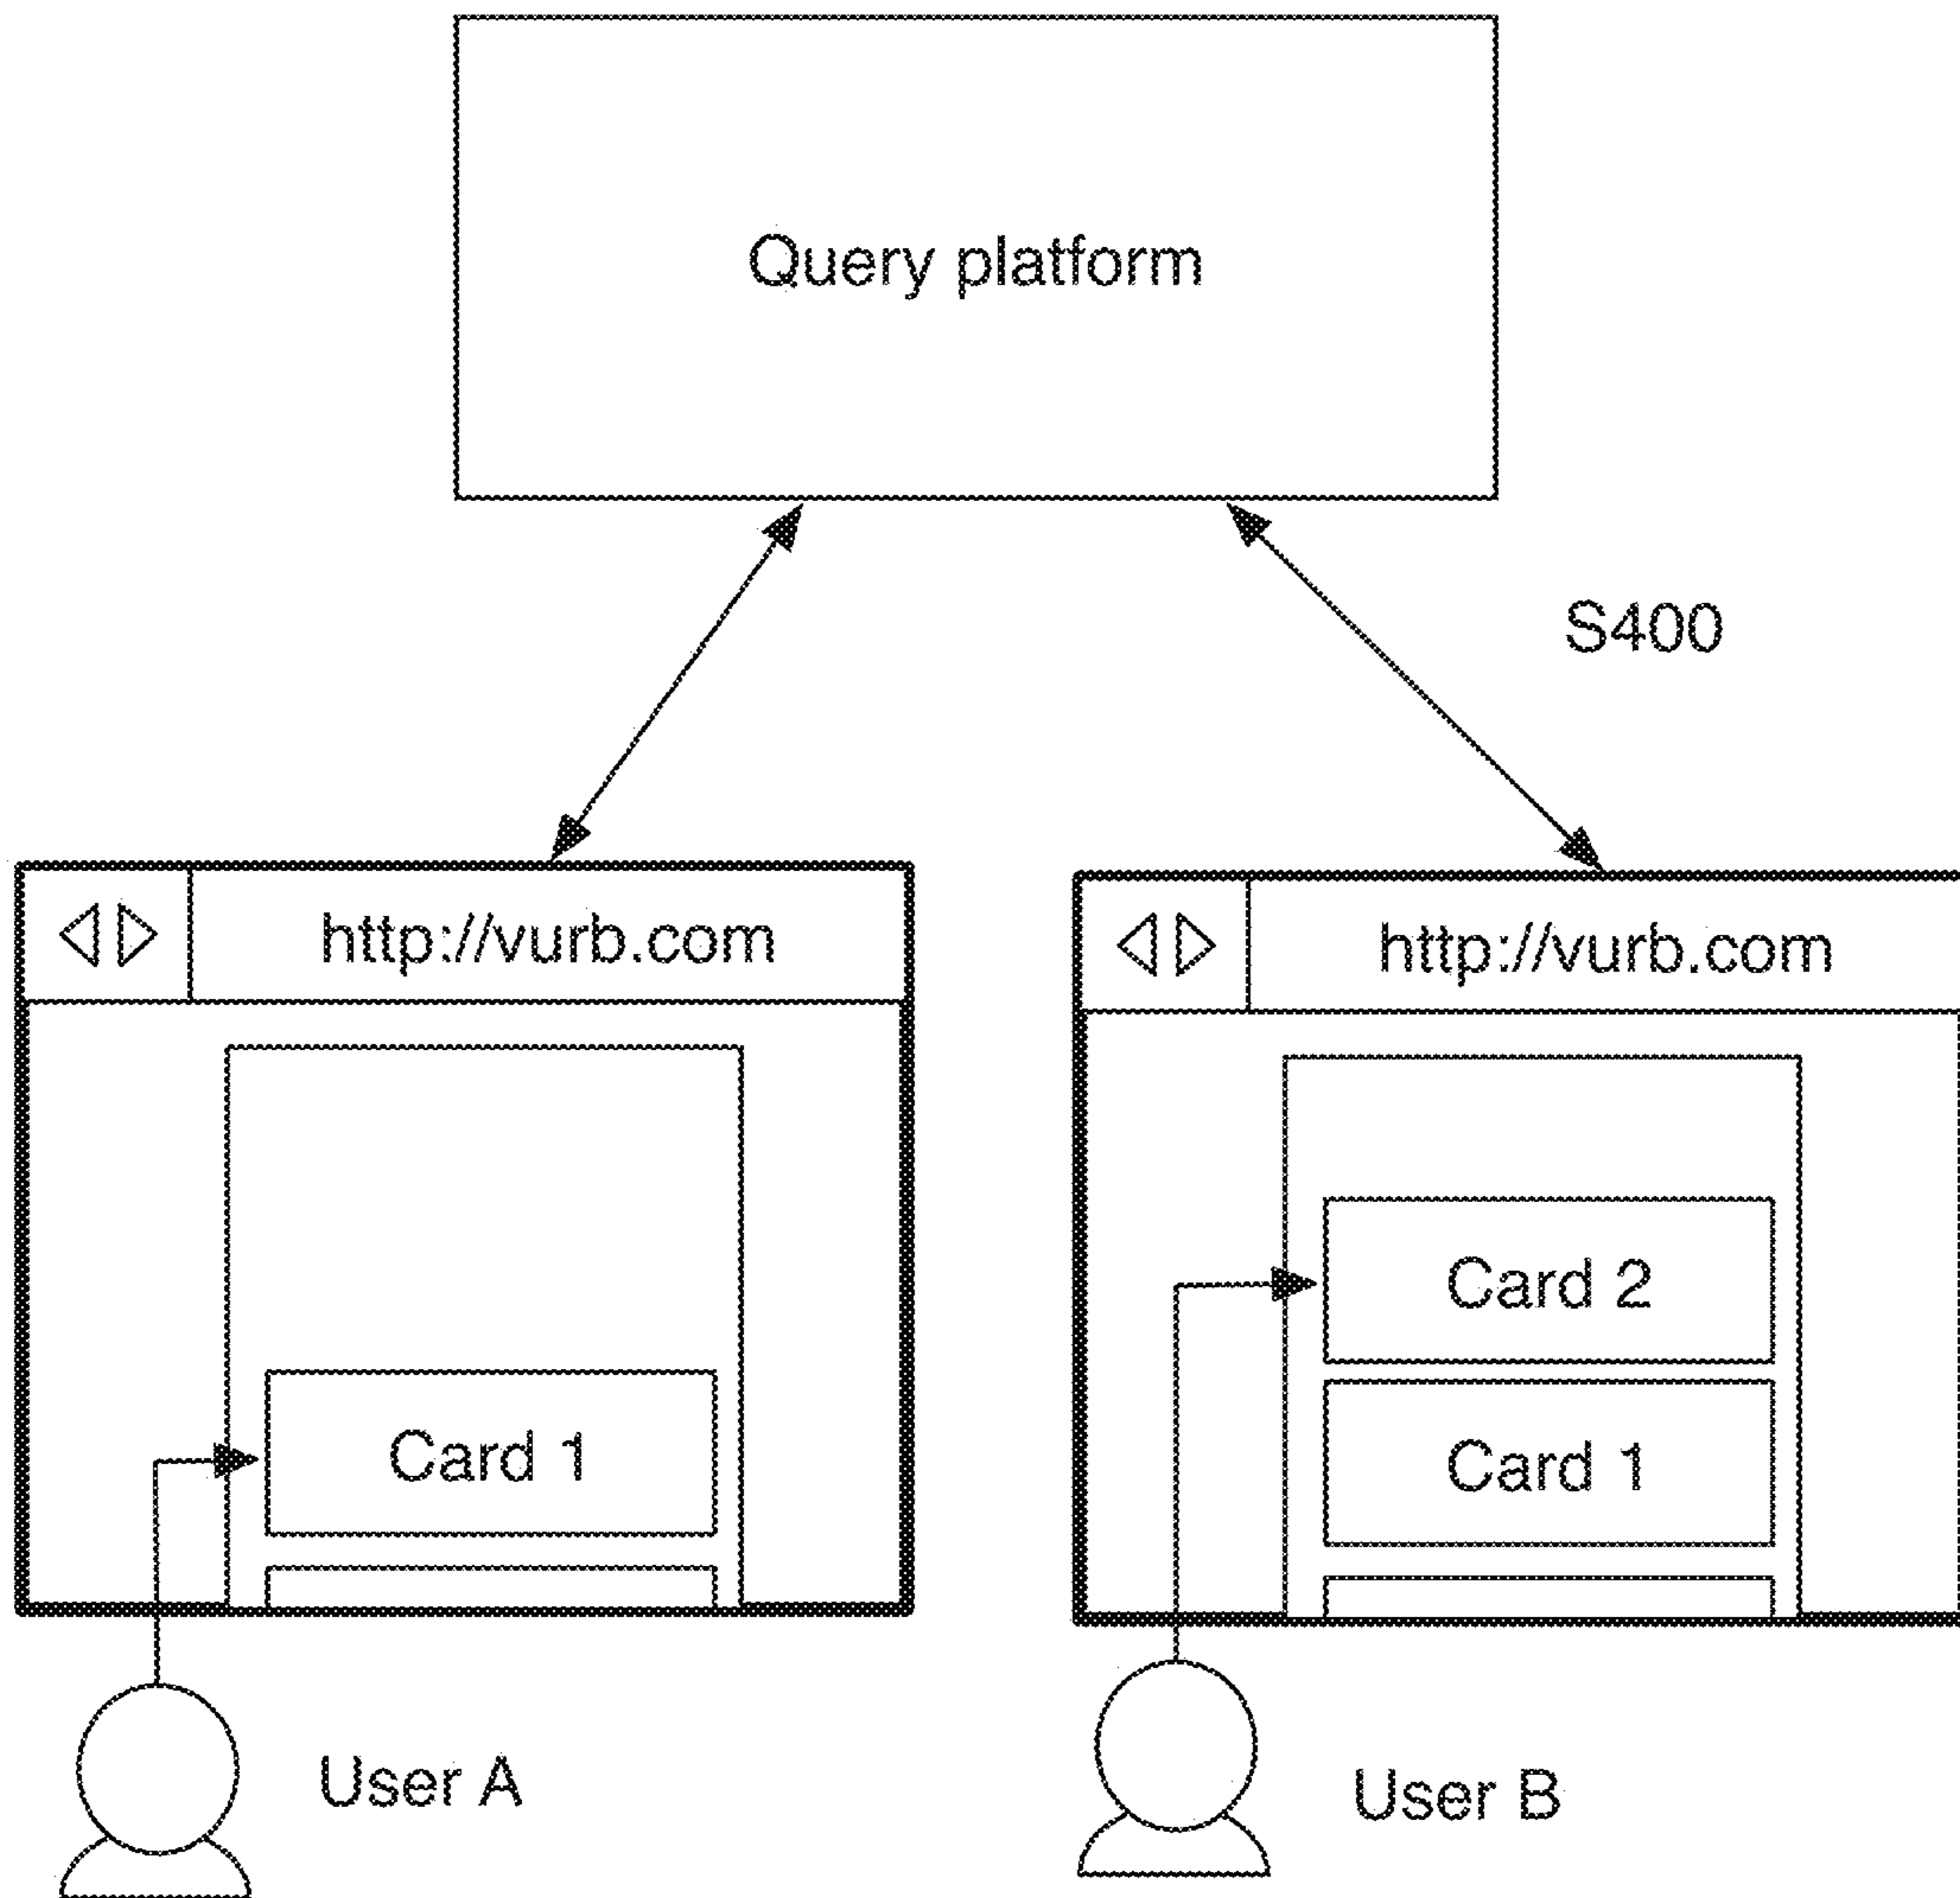 Query platform
S400
http://vurb.com
http://vurb.com
Card 2
Card 1
Card 1
User A
User B